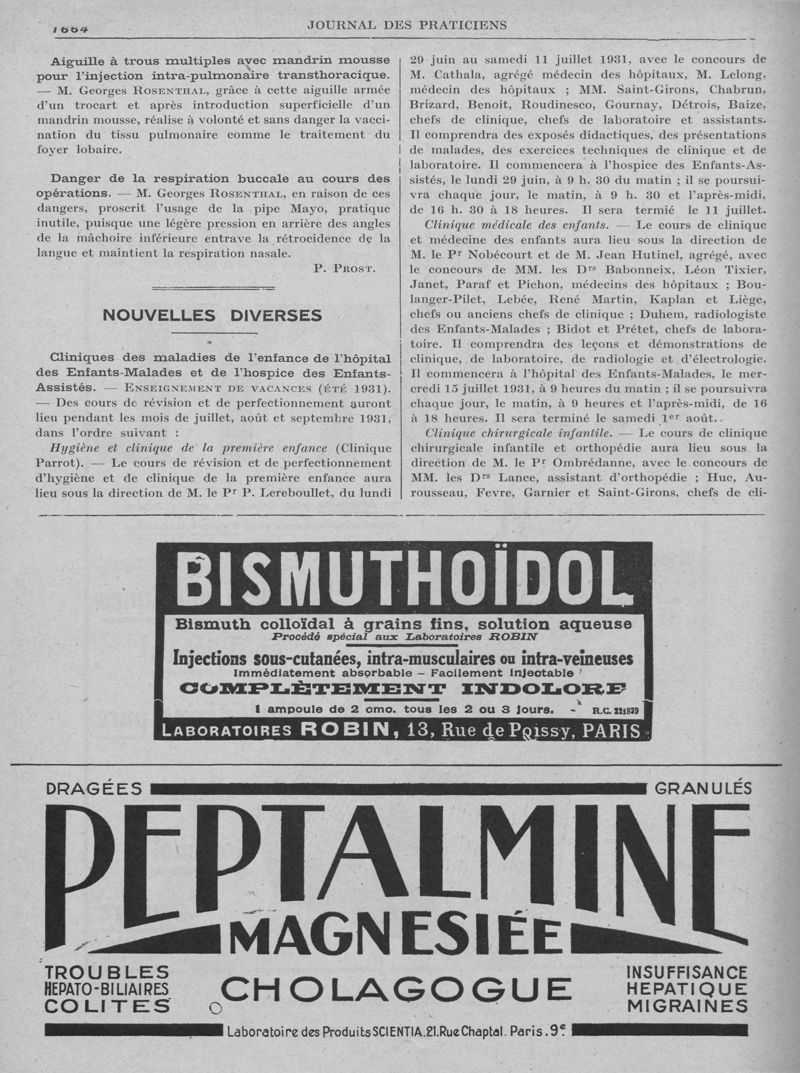 1664
JOURNAL DES PRATICIENS
Aiguille à trous multiples avec mandrin mousse
pour l'injection intra-pulmonaire transthoracique.
— M. Georges ROSENTHAL, grâce à cette aiguille armée
d'un trocart et après introduction superficielle d'un
mandrin mousse, réalise à volonté et sans danger la vacci-
nation du tissu pulmonaire comme le traitement du
foyer lobaire.
Danger de la respiration buccale au cours des
opérations. — M. Georges ROSENTHAL, en raison de ces
dangers, proscrit l'usage de la pipe Mayo, pratique
inutile, puisque une légère pression en arrière des angles
de la mâchoire inférieure entrave la rétrocidence de la
langue et maintient la respiration nasale.
P. PROST.
NOUVELLES DIVERSES
Cliniques des maladies de l'enfance de l'hôpital
des Enfants-Malades et de l'hospice des Enfants-
Assistés. — ENSEIGNEMENT DE VACANCES (ÉTÉ 1931).
— Des cours de révision et de perfectionnement auront
lieu pendant les mois de juillet, août et septembre 1931,
dans l'ordre suivant :
Hygiène et clinique de la première enfance (Clinique
Parrot). — Le cours de révision et de perfectionnement
d'hygiène et de clinique de la première enfance aura
lieu sous la direction de M. le Pr P. Lereboullet, du lundi
29 juin au samedi 11 juillet 1931, avec le concours de
M. Cathala, agrégé médecin des hôpitaux, M. Lelong,
médecin des hôpitaux ; MM. Saint-Girons, Chabrun,
Brizard, Benoit, Roudinesco, Gournay, Détrois, Baize,
chefs de clinique, chefs de laboratoire et assistants.
Il comprendra des exposés didactiques, des présentations
de malades, des exercices techniques de clinique et de
laboratoire. Il commencera à l'hospice des Enfants-As-
sistés, le lundi 29 juin, à 9 h. 30 du matin ; il se poursui-
vra chaque jour, le matin, à 9 h. 30 et l'après-midi,
de 16 h. 30 à 18 heures. Il sera termié le 11 juillet.
Clinique médicale des enfants. — Le cours de clinique
et médecine des enfants aura lieu sous la direction de
M. le Pr Nobécourt et de M. Jean Hutinel, agrégé, avec
le concours de MM. les Drs Babonneix, Léon Tixier,
Janet, Paraf et Pichon, médecins des hôpitaux ; Bou-
langer-Pilet, Lebée, René Martin, Kaplan et Liège,
chefs ou anciens chefs de clinique ; Duhem, radiologiste
des Enfants-Malades ; Bidot et Prétet, chefs de labora-
toire. Il comprendra des leçons et démonstrations de
clinique, de laboratoire, de radiologie et d'électrologie.
Il commencera à l'hôpital des Enfants-Malades, le mer-
credi 15 juillet 1931, à 9 heures du matin ; il se poursuivra
chaque jour, le matin, à 9 heures et l'après-midi, de 16
à 18 heures. Il sera terminé le samedi 1er août.
Clinique chirurgicale infantile. — Le cours de clinique
chirurgicale infantile et orthopédie aura lieu sous la
direction de M. le Pr Ombrédanne, avec le concours de
MM. les Drs Lance, assistant d'orthopédie ; Huc, Au-
rousseau, Fevre, Garnier et Saint-Girons, chefs de cli-
BISMUTHOÏDOL
Bismuth colloïdal à grains fins, solution aqueuse
Procédé spécial aux Laboratoires ROBIN
Injections sous-cutanées, intra-musculaires ou intra-veineuses
Immédiatement absorbable - Facilement injectable
COMPLÈTEMENT INDOLORE
1 ampoule de 2 cmc. tous les 2 ou 3 jours. - R.C. 221839
LABORATOIRES ROBIN, 13, Rue de Poissy, PARIS
DRAGÉES
GRANULÉS
PEPTALMINE
MAGNESIÉE
TROUBLES
HEPATO-BILIAIRES
COLITES
CHOLAGOGUE
INSUFFISANCE
HEPATIQUE
MIGRAINES
Laboratoire des Produits SCIENTIA. 21. Rue Chaptal. Paris. 9e